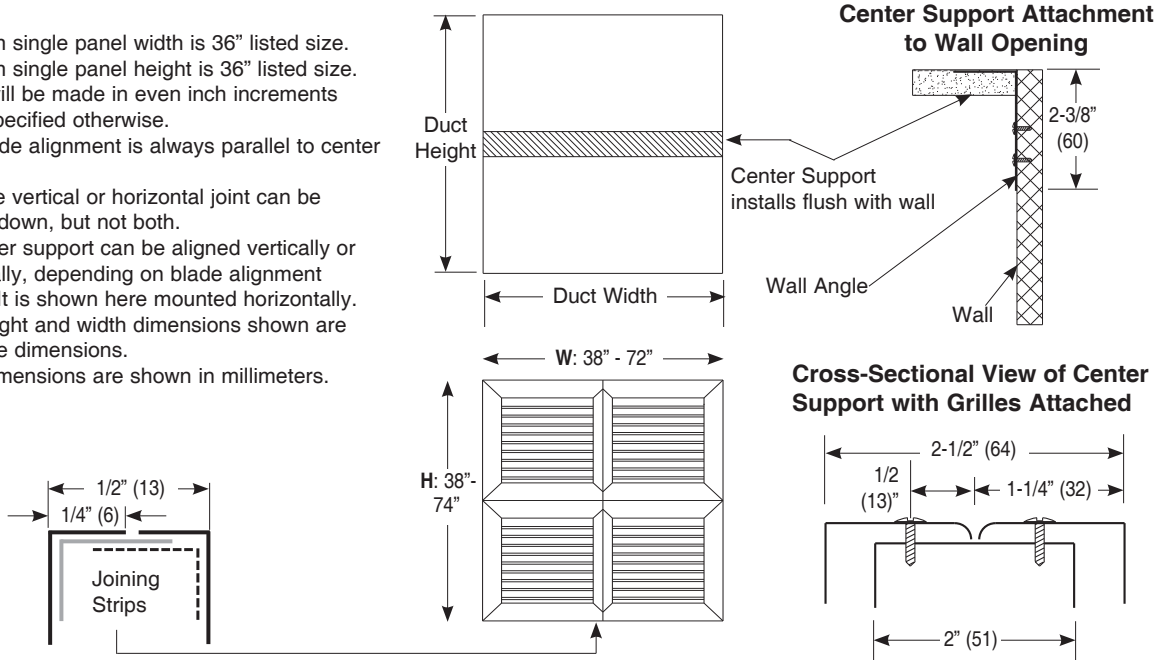 n single panel width is 36” listed size.
n single panel height is 36” listed size.
ill be made in even inch increments
pecified otherwise.
de alignment is always parallel to center
e vertical or horizontal joint can be
down, but not both.
er support can be aligned vertically or
ally, depending on blade alignment
It is shown here mounted horizontally.
ght and width dimensions shown are
e dimensions.
mensions are shown in millimeters.
Duct
Height
Duct Width
Center Support
installs flush with wall
Center Support Attachment
to Wall Opening
2-3/8”
(60)
Wall Angle
Wall
W: 38” - 72”
H: 38”-
74”
1/2” (13)
1/4” (6)
Joining
Strips
Cross-Sectional View of Center
Support with Grilles Attached
2-1/2” (64)
1/2
(13)”
1-1/4” (32)
2” (51)